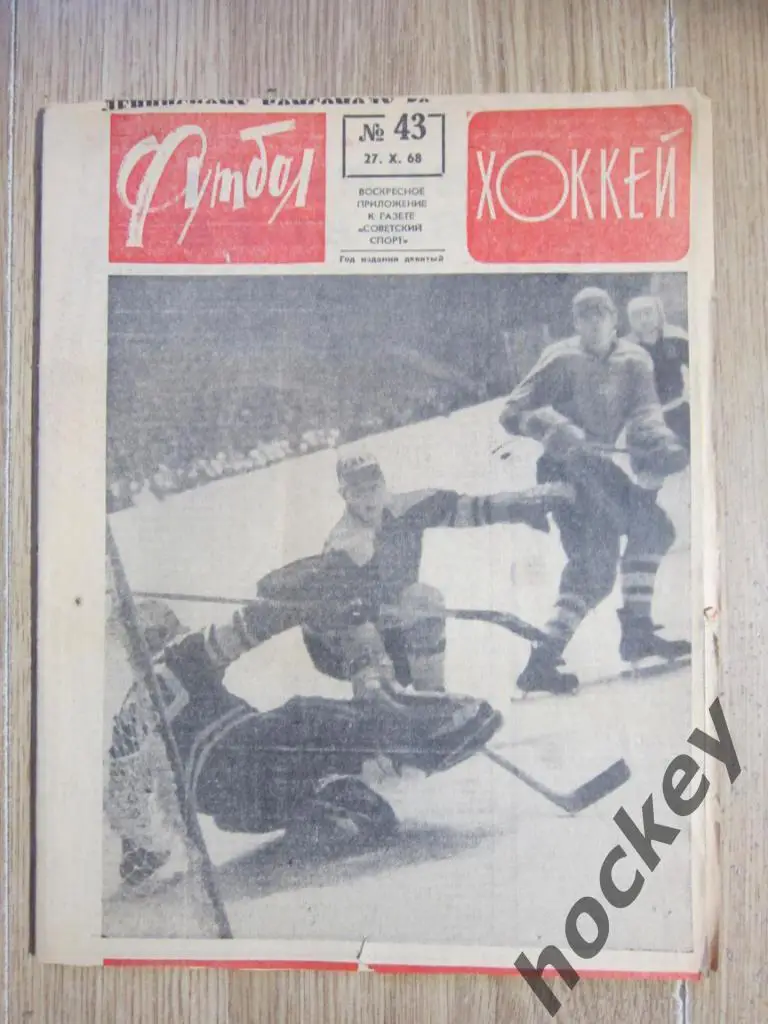 Футбол
№ 43
27. X. 68
ВОСКРЕСНОЕ
ПРИЛОЖЕНИЕ
К ГАЗЕТЕ
«СОВЕТСКИЙ
СПОРТ»
Год издания девятый
ХОККЕЙ
hockey